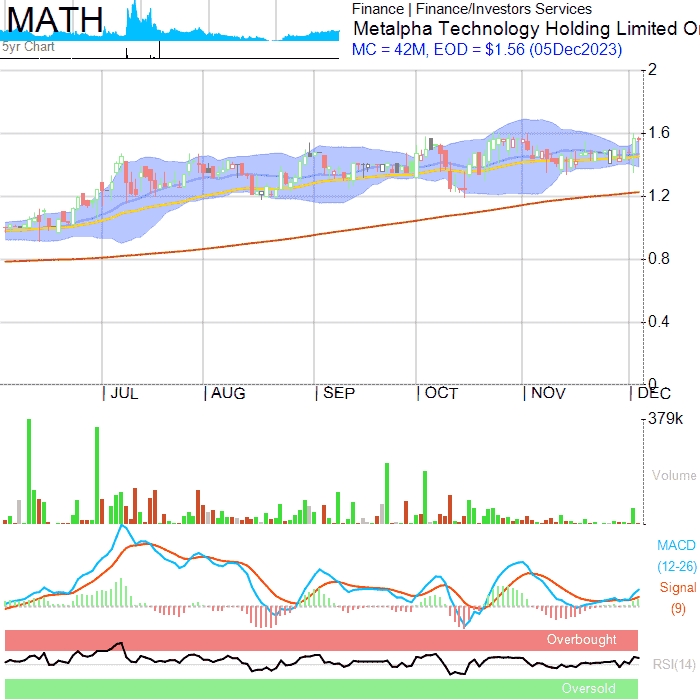 MATH
5yr Chart
Finance | Finance/Investors Services
Metalpha Technology Holding Limited Or
MC = 42M, EOD = $1.56 (05Dec2023)
2
1.6
1.2
0.8
0.4
0
JUL AUG SEP OCT NOV DEC
379k
Volume
MACD
(12-26)
Signal
(9)
Overbought
RSI(14)
Oversold